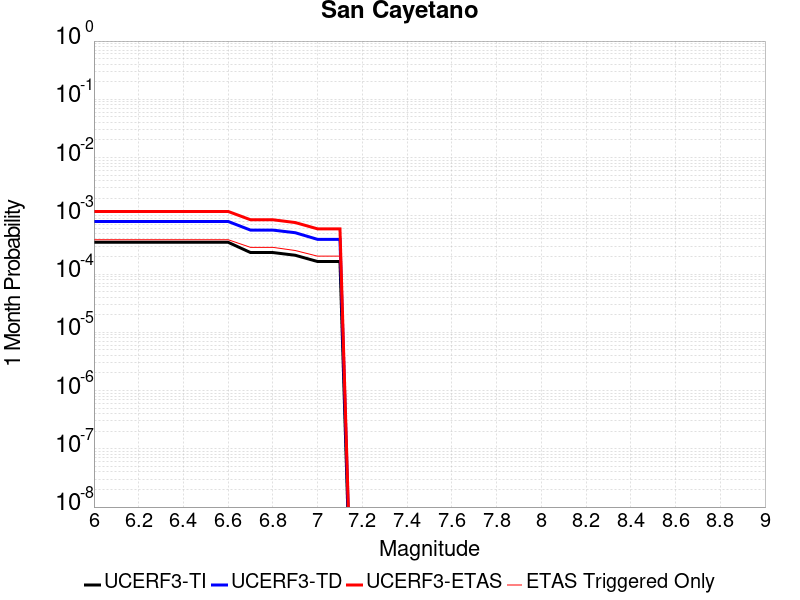 San Cayetano
10^0
10^-1
10^-2
10^-3
10^-4
10^-5
10^-6
10^-7
10^-8
1 Month Probability
6 6.2 6.4 6.6 6.8 7 7.2 7.4 7.6 7.8 8 8.2 8.4 8.6 8.8 9
Magnitude
UCERF3-TI UCERF3-TD UCERF3-ETAS ETAS Triggered Only